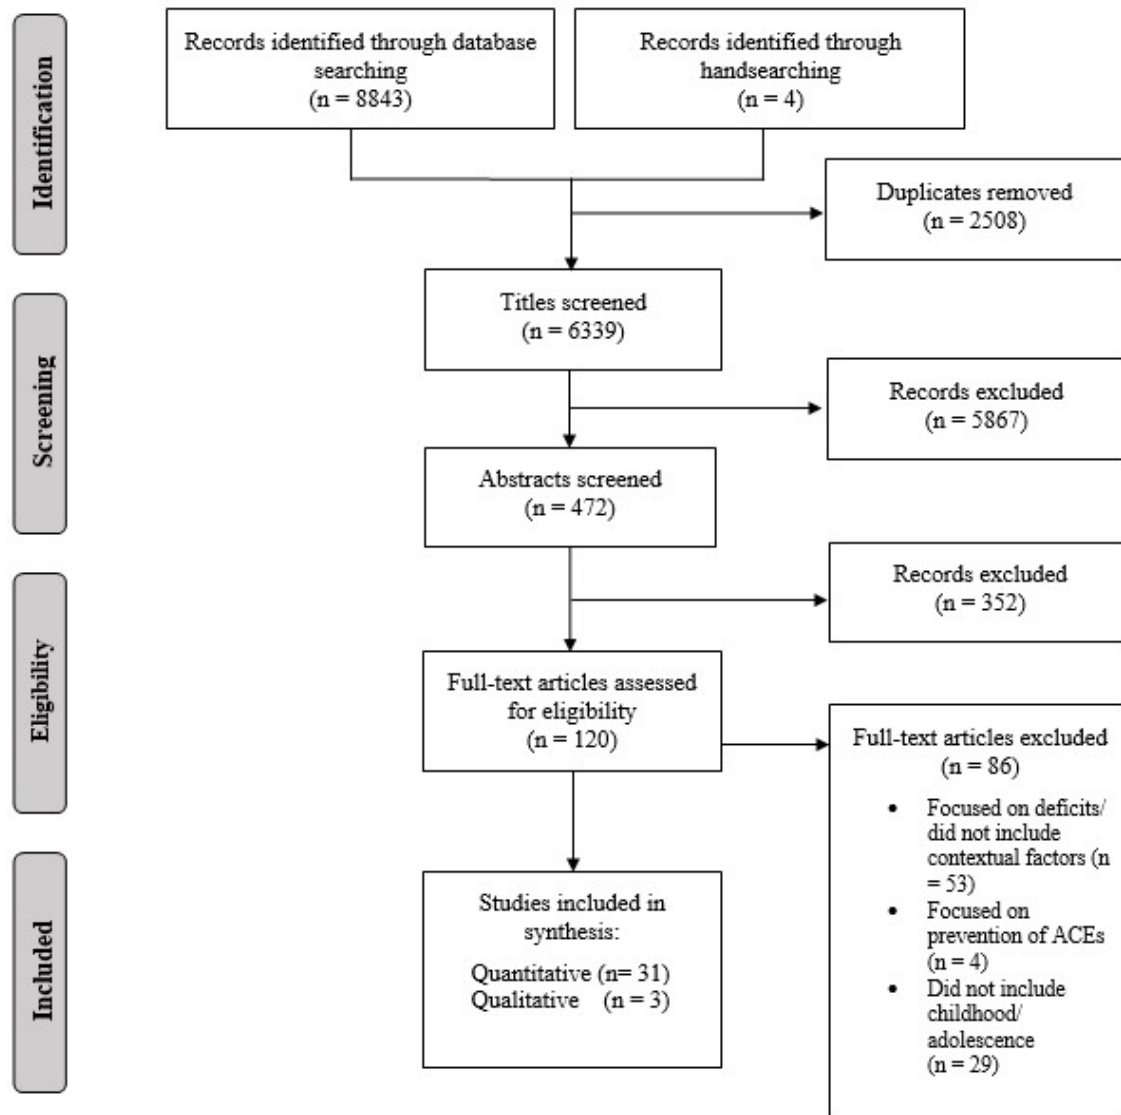 Identification
Records identified through database
searching
(n = 8843)
Records identified through
handsearching
(n = 4)
Duplicates removed
(n = 2508)
Screening
Titles screened
(n = 6339)
Records excluded
(n = 5867)
Abstracts screened
(n = 472)
Eligibility
Records excluded
(n = 352)
Full-text articles assessed
for eligibility
(n = 120)
Full-text articles excluded
(n = 86)
• Focused on deficits/
did not include
contextual factors (n
= 53)
• Focused on
prevention of ACEs
(n = 4)
• Did not include
childhood/
adolescence
(n = 29)
Included
Studies included in
synthesis:
Quantitative (n= 31)
Qualitative (n = 3)